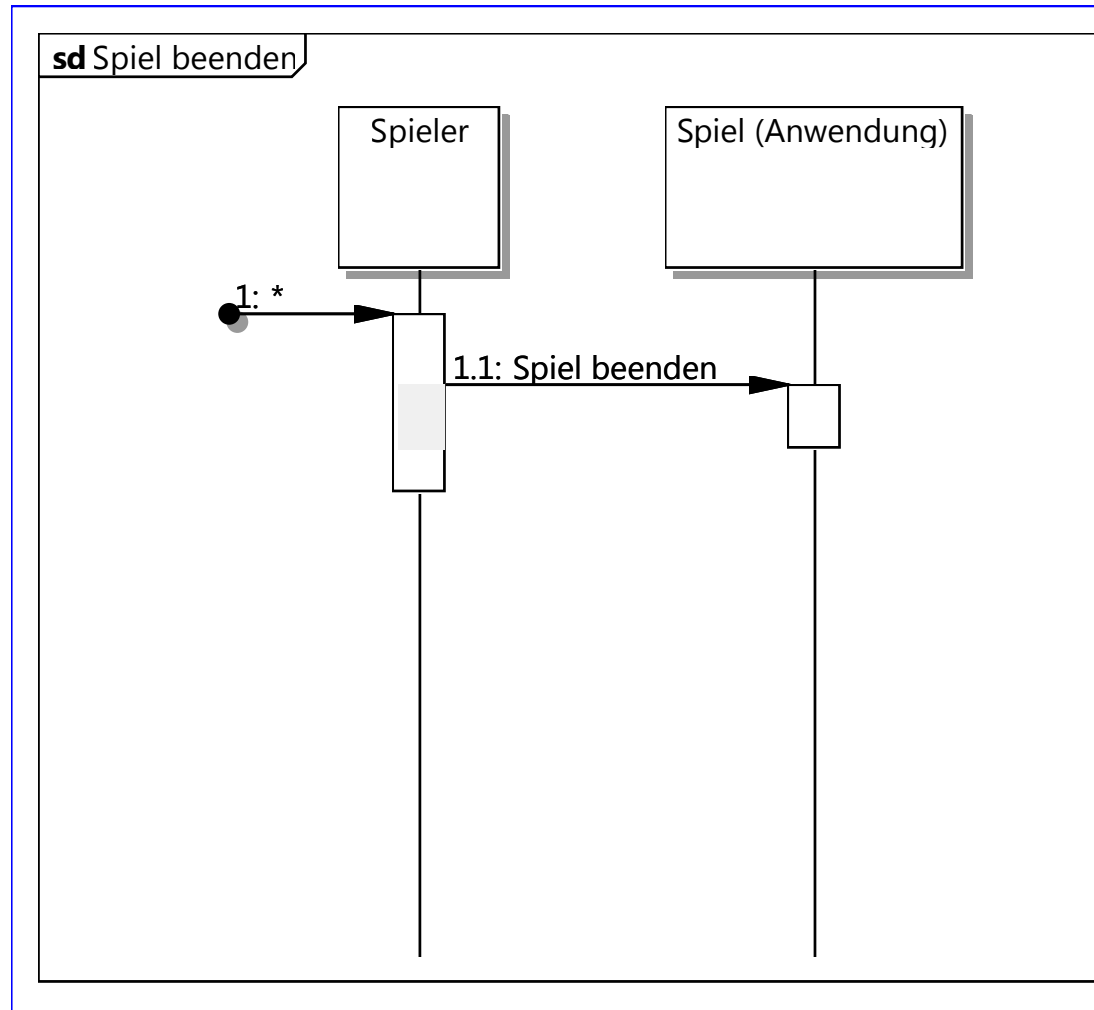 sd Spiel beenden
Spieler
Spiel (Anwendung)
1: *
1.1: Spiel beenden